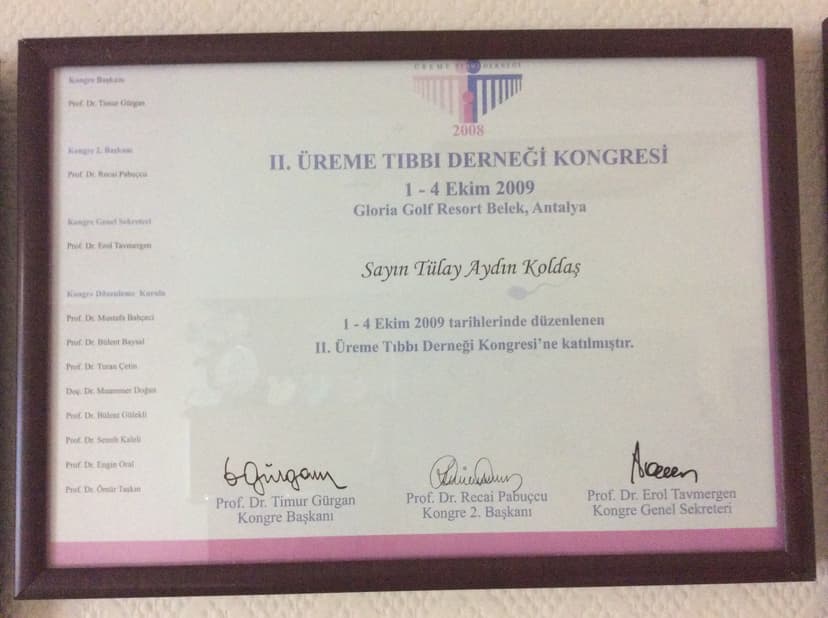 Kongre Başkanı
Prof. Dr. Timur Gürgan
Kongre 2. Başkanı
Prof. Dr. Recai Pabuçcu
Kongre Genel Sekreteri
Prof. Dr. Erol Tavmergen
Kongre Düzenleme Kurulu
Prof. Dr. Mustafa Bahçeci
Prof. Dr. Bülent Baysal
Prof. Dr. Turan Çetin
Doç. Dr. Muammer Doğan
Prof. Dr. Bülent Gülekli
Prof. Dr. Semih Kaleli
Prof. Dr. Engin Oral
Prof. Dr. Ömür Taşkın
ÜREME TIBBI DERNEĞİ
2008
II. ÜREME TIBBI DERNEĞİ KONGRESİ
1 - 4 Ekim 2009
Gloria Golf Resort Belek, Antalya
Sayın Tülay Aydın Koldaş
1 - 4 Ekim 2009 tarihlerinde düzenlenen
II. Üreme Tıbbı Derneği Kongresi'ne katılmıştır.
Prof. Dr. Timur Gürgan
Kongre Başkanı
Prof. Dr. Recai Pabuçcu
Kongre 2. Başkanı
Prof. Dr. Erol Tavmergen
Kongre Genel Sekreteri